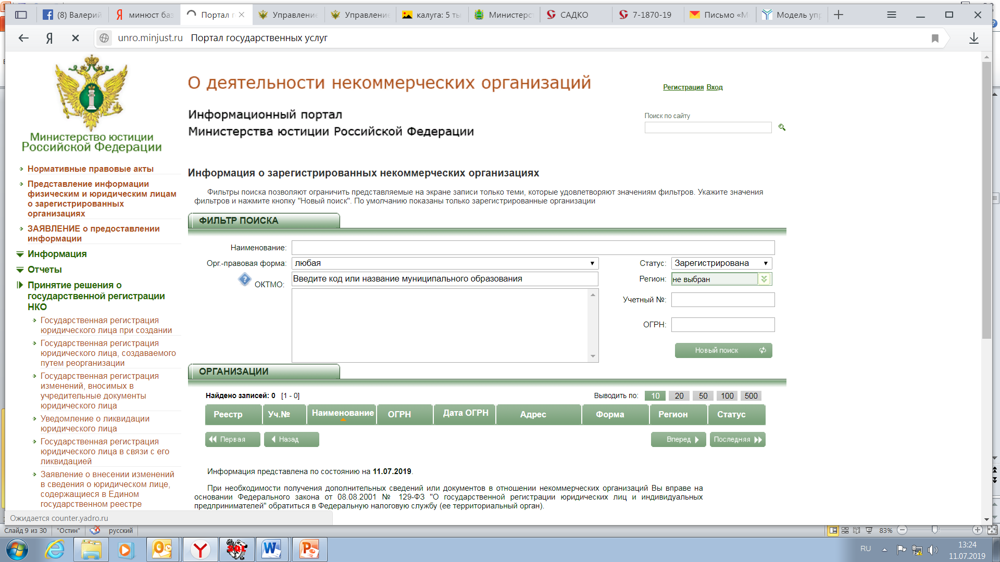 (8) Валерий
минюст баз
Портал г
Управление
Управление
калуга: 5 ты
Министерст
САДКО
7-1870-19
Письмо «М
Модель упр
unro.minjust.ru Портал государственных услуг
Министерство юстиции
Российской Федерации
О деятельности некоммерческих организаций
Регистрация Вход
Информационный портал
Министерства юстиции Российской Федерации
Поиск по сайту
Нормативные правовые акты
Представление информации
физическим и юридическим лицам
о зарегистрированных
организациях
ЗАЯВЛЕНИЕ о предоставлении
информации
Информация
Отчеты
Принятие решения о
государственной регистрации
НКО
Государственная регистрация
юридического лица при создании
Государственная регистрация
юридического лица, создаваемого
путем реорганизации
Государственная регистрация
изменений, вносимых в
учредительные документы
юридического лица
Уведомление о ликвидации
юридического лица
Государственная регистрация
юридического лица в связи с его
ликвидацией
Заявление о внесении изменений
в сведения о юридическом лице,
содержащиеся в Едином
государственном реестре
Информация о зарегистрированных некоммерческих организациях
Фильтры поиска позволяют ограничить представляемые на экране записи только теми, которые удовлетворяют значениям фильтров. Укажите значения
фильтров и нажмите кнопку "Новый поиск". По умолчанию показаны только зарегистрированные организации
ФИЛЬТР ПОИСКА
Наименование:
Орг.-правовая форма: любая
Статус: Зарегистрирована
? ОКТМО: Введите код или название муниципального образования
Регион: не выбран
Учетный №:
ОГРН:
Новый поиск
ОРГАНИЗАЦИИ
Найдено записей: 0 [1 - 0]
Выводить по: 10 20 50 100 500
Реестр Уч.№ Наименование ОГРН Дата ОГРН Адрес Форма Регион Статус
Первая Назад Вперед Последняя
Информация представлена по состоянию на 11.07.2019.
При необходимости получения дополнительных сведений или документов в отношении некоммерческих организаций Вы вправе на
основании Федерального закона от 08.08.2001 № 129-ФЗ "О государственной регистрации юридических лиц и индивидуальных
предпринимателей" обратиться в Федеральную налоговую службу (ее территориальный орган).
Ожидается counter.yadro.ru
Слайд 9 из 30 "Остин" русский 83%
RU
13:24
11.07.2019